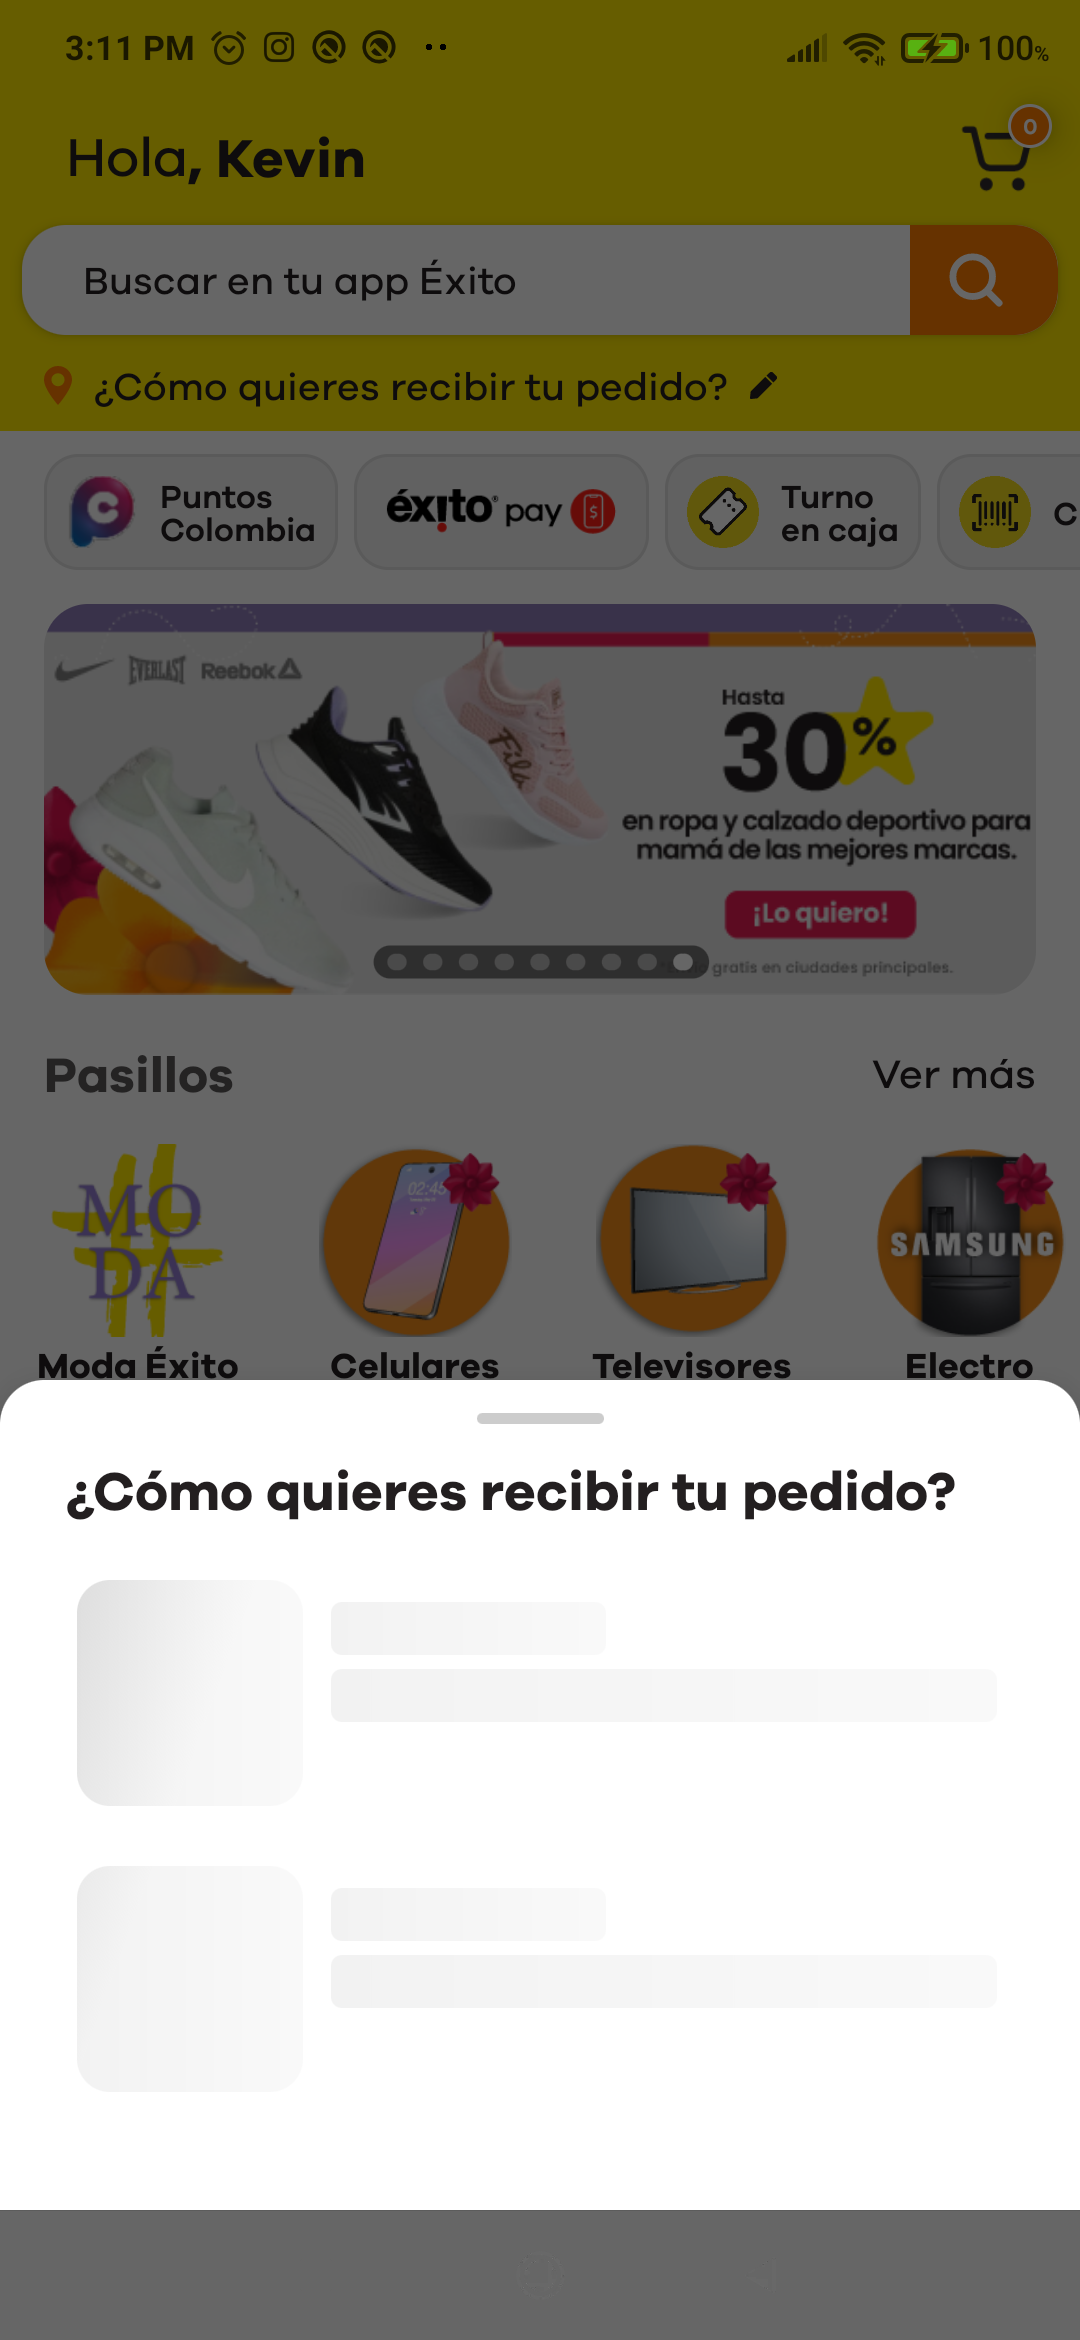 3:11 PM
100%
Hola, Kevin
0
Buscar en tu app Éxito
¿Cómo quieres recibir tu pedido?
Puntos
Colombia
éxito pay
Turno
en caja
C
EVERLAST
Reebok
Fila
Hasta
30%
en ropa y calzado deportivo para
mamá de las mejores marcas.
¡Lo quiero!
gratis en ciudades principales.
Pasillos
Ver más
MO
DA
02:45
SAMSUNG
Moda Éxito
Celulares
Televisores
Electro
¿Cómo quieres recibir tu pedido?